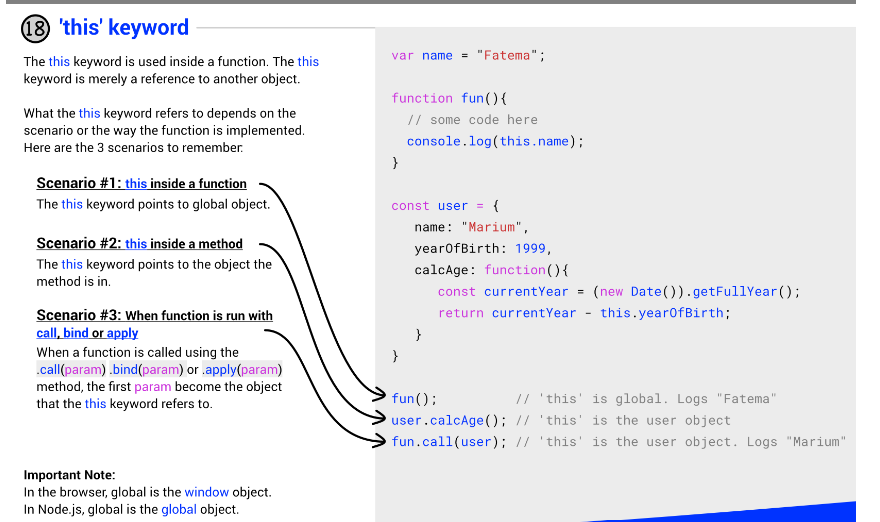 18 'this' keyword
The this keyword is used inside a function. The this
keyword is merely a reference to another object.
What the this keyword refers to depends on the
scenario or the way the function is implemented.
Here are the 3 scenarios to remember:
Scenario #1: this inside a function
The this keyword points to global object.
Scenario #2: this inside a method
The this keyword points to the object the
method is in.
Scenario #3: When function is run with
call, bind or apply
When a function is called using the
.call(param) .bind(param) or .apply(param)
method, the first param become the object
that the this keyword refers to.
Important Note:
In the browser, global is the window object.
In Node.js, global is the global object.
var name = "Fatema";
function fun(){
// some code here
console.log(this.name);
}
const user = {
name: "Marium",
yearOfBirth: 1999,
calcAge: function(){
const currentYear = (new Date()).getFullYear();
return currentYear - this.yearOfBirth;
}
}
fun(); // 'this' is global. Logs "Fatema"
user.calcAge(); // 'this' is the user object
fun.call(user); // 'this' is the user object. Logs "Marium"